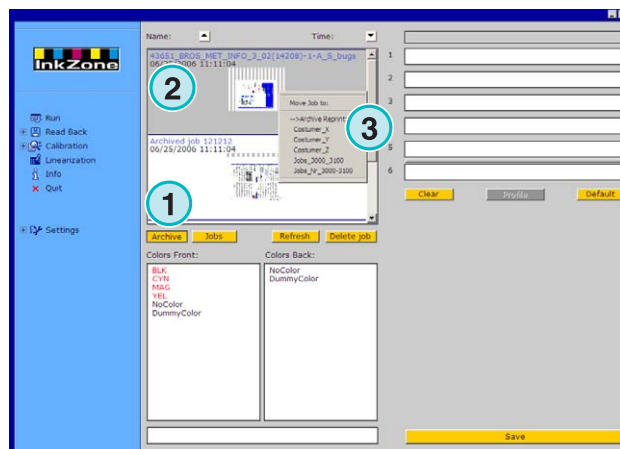 InkZone
Run
Read Back
Calibration
Linearization
Info
Quit
Settings
Name:
Time:
43651_BROS_MET_INFO_3_02(14208)-1-A_5_bugs
06/25/2006 11:11:04
2
Move Job to:
-->Archive Reprint
Costumer_X
Costumer_Y
Costumer_Z
Jobs_3000_3100
Jobs_Nr_3000-3100
3
Archived job 121212
06/25/2006 11:11:04
1
Archive
Jobs
Refresh
Delete job
Colors Front:
BLK
CYN
MAG
YEL
NoColor
DummyColor
Colors Back:
NoColor
DummyColor
1
2
3
5
6
Clear
Profile
Default
Save